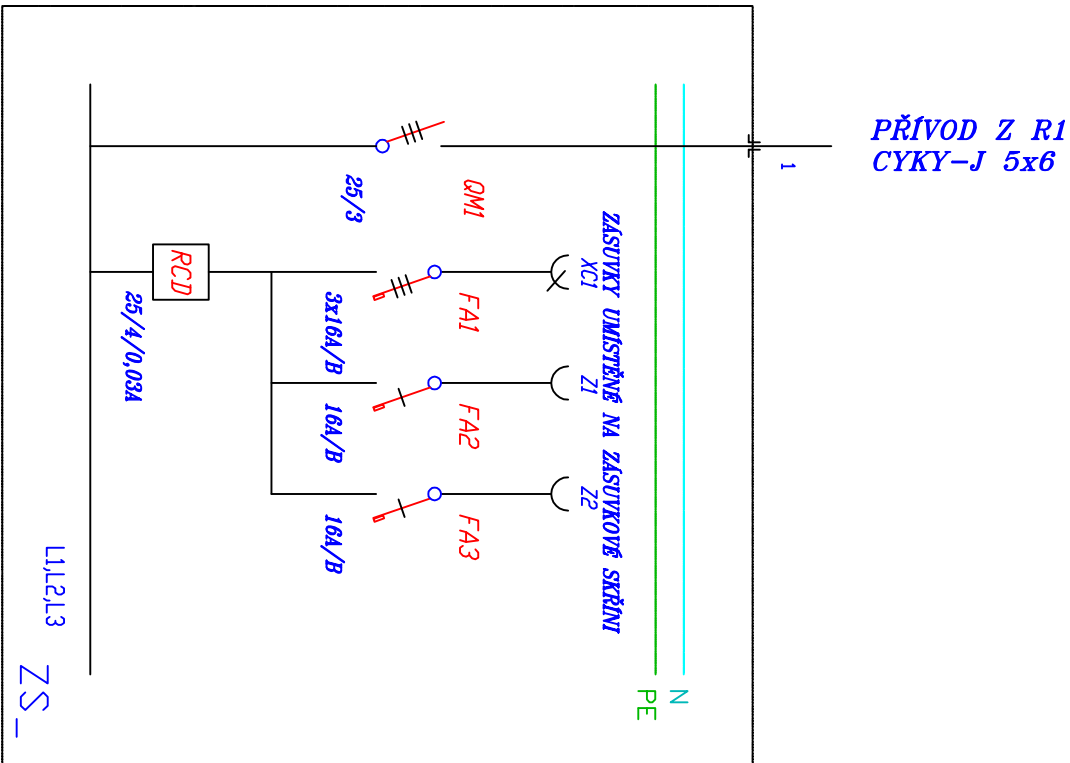 PŘÍVOD Z R1
CYKY-J 5x6
1
QM1
25/3
ZÁSUVKY UMÍSTĚNÉ NA ZÁSUVKOVÉ SKŘÍNI
XC1
FA1
3x16A/B
RCD
25/4/0,03A
Z1
FA2
16A/B
Z2
FA3
16A/B
L1,L2,L3
ZS_
N
PE